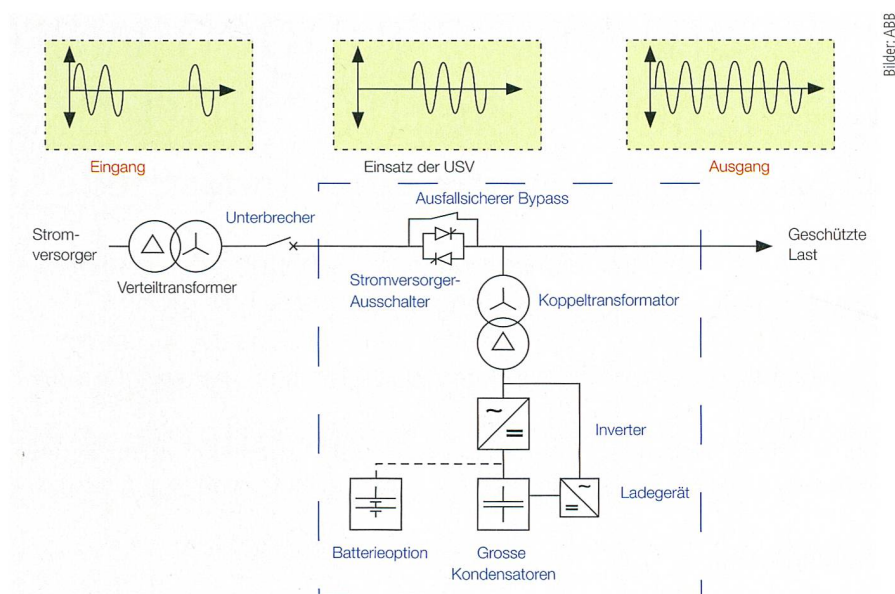 Bilder: ABB
Eingang
Einsatz der USV
Ausgang
Ausfallsicherer Bypass
Unterbrecher
Strom-
versorger
Geschützte
Last
Verteiltransformer
Stromversorger-
Ausschalter
Koppeltransformator
Inverter
Ladegerät
Batterieoption
Grosse
Kondensatoren